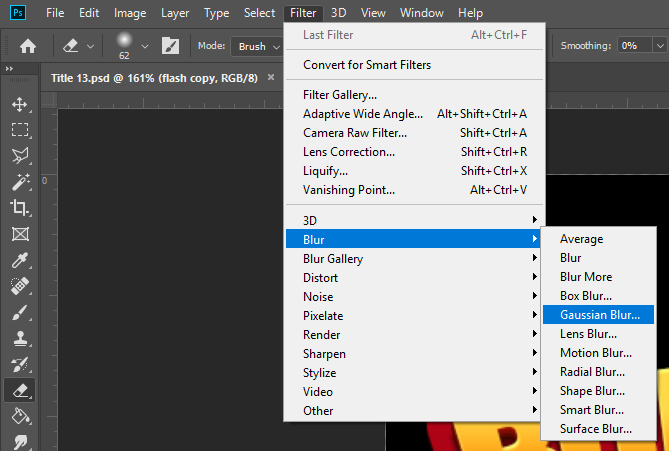 Ps File Edit Image Layer Type Select Filter 3D View Window Help
62 Mode: Brush Smoothing: 0%
Title 13.psd @ 161% (flash copy, RGB/8) ×
0
Last Filter Alt+Ctrl+F
Convert for Smart Filters
Filter Gallery...
Adaptive Wide Angle... Alt+Shift+Ctrl+A
Camera Raw Filter... Shift+Ctrl+A
Lens Correction... Shift+Ctrl+R
Liquify... Shift+Ctrl+X
Vanishing Point... Alt+Ctrl+V
3D
Blur
Blur Gallery
Distort
Noise
Pixelate
Render
Sharpen
Stylize
Video
Other
Average
Blur
Blur More
Box Blur...
Gaussian Blur...
Lens Blur...
Motion Blur...
Radial Blur...
Shape Blur...
Smart Blur...
Surface Blur...